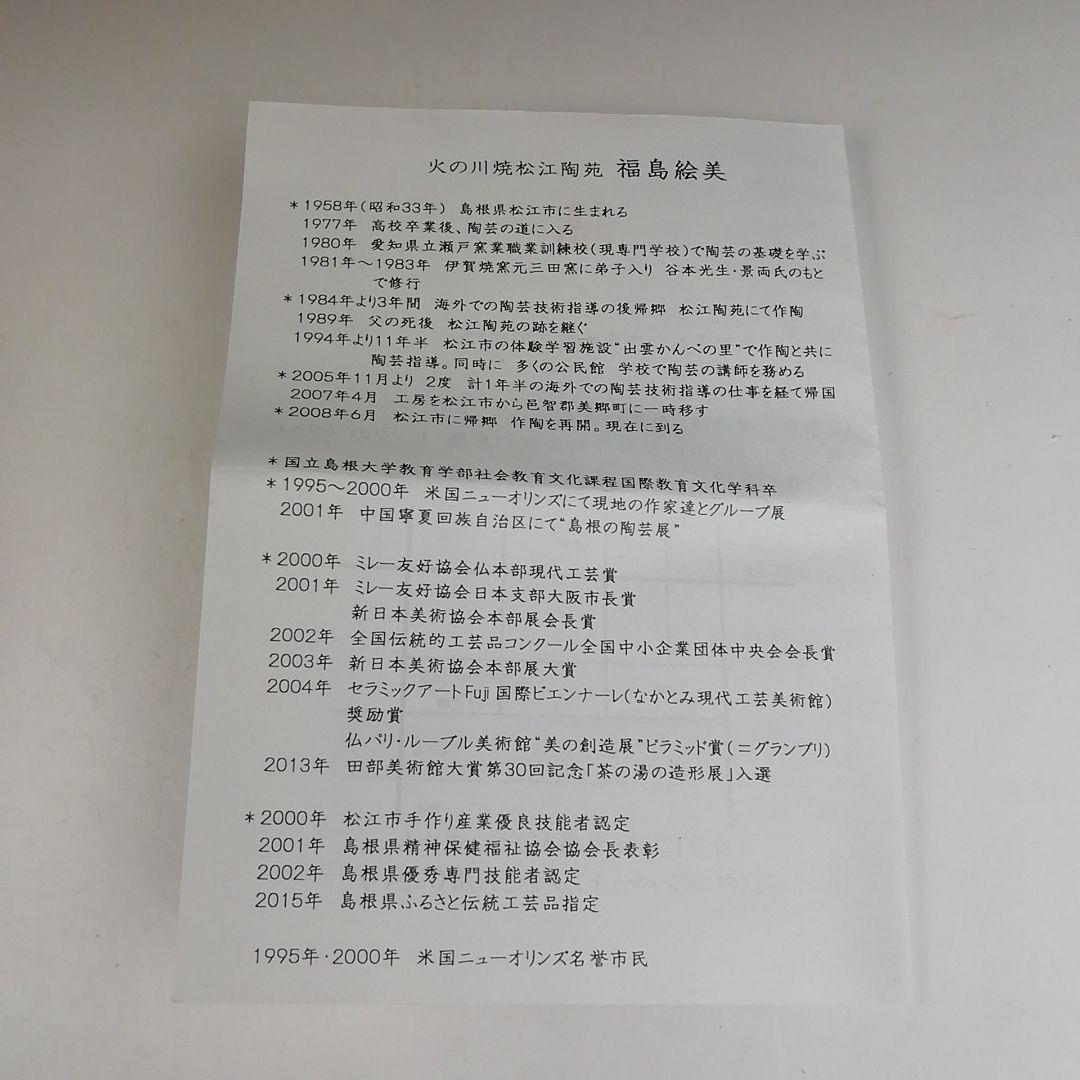 火の川焼松江陶苑 福島絵美
＊1958年(昭和33年) 島根県松江市に生まれる
1977年 高校卒業後、陶芸の道に入る
1980年 愛知県立瀬戸窯業職業訓練校(現専門学校)で陶芸の基礎を学ぶ
1981年～1983年 伊賀焼窯元三田窯に弟子入り 谷本光生・景両氏のもと
で修行
＊1984年より3年間 海外での陶芸技術指導の後帰郷 松江陶苑にて作陶
1989年 父の死後 松江陶苑の跡を継ぐ
1994年より11年半 松江市の体験学習施設“出雲かんべの里”で作陶と共に
陶芸指導。同時に 多くの公民館 学校で陶芸の講師を務める
＊2005年11月より 2度 計1年半の海外での陶芸技術指導の仕事を経て帰国
2007年4月 工房を松江市から邑智郡美郷町に一時移す
＊2008年6月 松江市に帰郷 作陶を再開。現在に到る
＊国立島根大学教育学部社会教育文化課程国際教育文化学科卒
＊1995～2000年 米国ニューオリンズにて現地の作家達とグループ展
2001年 中国寧夏回族自治区にて“島根の陶芸展”
＊2000年 ミレー友好協会仏本部現代工芸賞
2001年 ミレー友好協会日本支部大阪市長賞
新日本美術協会本部展会長賞
2002年 全国伝統的工芸品コンクール全国中小企業団体中央会会長賞
2003年 新日本美術協会本部展大賞
2004年 セラミックアートFuji国際ビエンナーレ(なかとみ現代工芸美術館)
奨励賞
仏パリ・ルーブル美術館“美の創造展”ピラミッド賞(＝グランプリ)
2013年 田部美術館大賞第30回記念「茶の湯の造形展」入選
＊2000年 松江市手作り産業優良技能者認定
2001年 島根県精神保健福祉協会協会長表彰
2002年 島根県優秀専門技能者認定
2015年 島根県ふるさと伝統工芸品指定
1995年・2000年 米国ニューオリンズ名誉市民